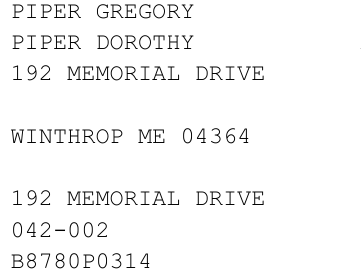 PIPER GREGORY
PIPER DOROTHY
192 MEMORIAL DRIVE
WINTHROP ME 04364
192 MEMORIAL DRIVE
042-002
B8780P0314